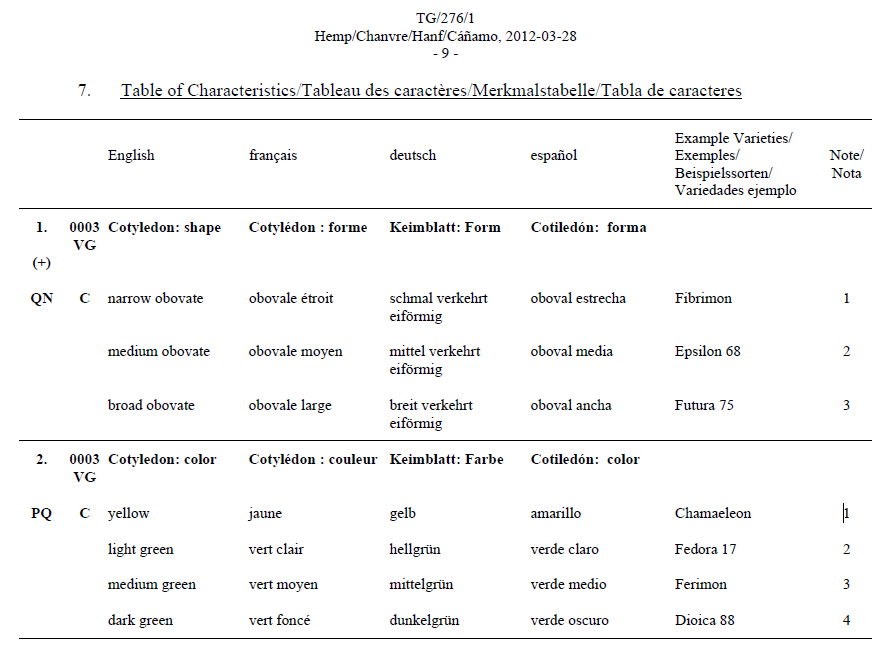 TG/276/1
Hemp/Chanvre/Hanf/Cáñamo, 2012-03-28
- 9 -
7. Table of Characteristics/Tableau des caractères/Merkmalstabelle/Tabla de caracteres
English français deutsch español Example Varieties/ Exemples/ Beispielssorten/ Variedades ejemplo Note/ Nota
1. (+) 0003 VG Cotyledon: shape Cotylédon : forme Keimblatt: Form Cotiledón: forma
QN C narrow obovate obovale étroit schmal verkehrt eiförmig oboval estrecha Fibrimon 1
medium obovate obovale moyen mittel verkehrt eiförmig oboval media Epsilon 68 2
broad obovate obovale large breit verkehrt eiförmig oboval ancha Futura 75 3
2. 0003 VG Cotyledon: color Cotylédon : couleur Keimblatt: Farbe Cotiledón: color
PQ C yellow jaune gelb amarillo Chamaeleon 1
light green vert clair hellgrün verde claro Fedora 17 2
medium green vert moyen mittelgrün verde medio Ferimon 3
dark green vert foncé dunkelgrün verde oscuro Dioica 88 4